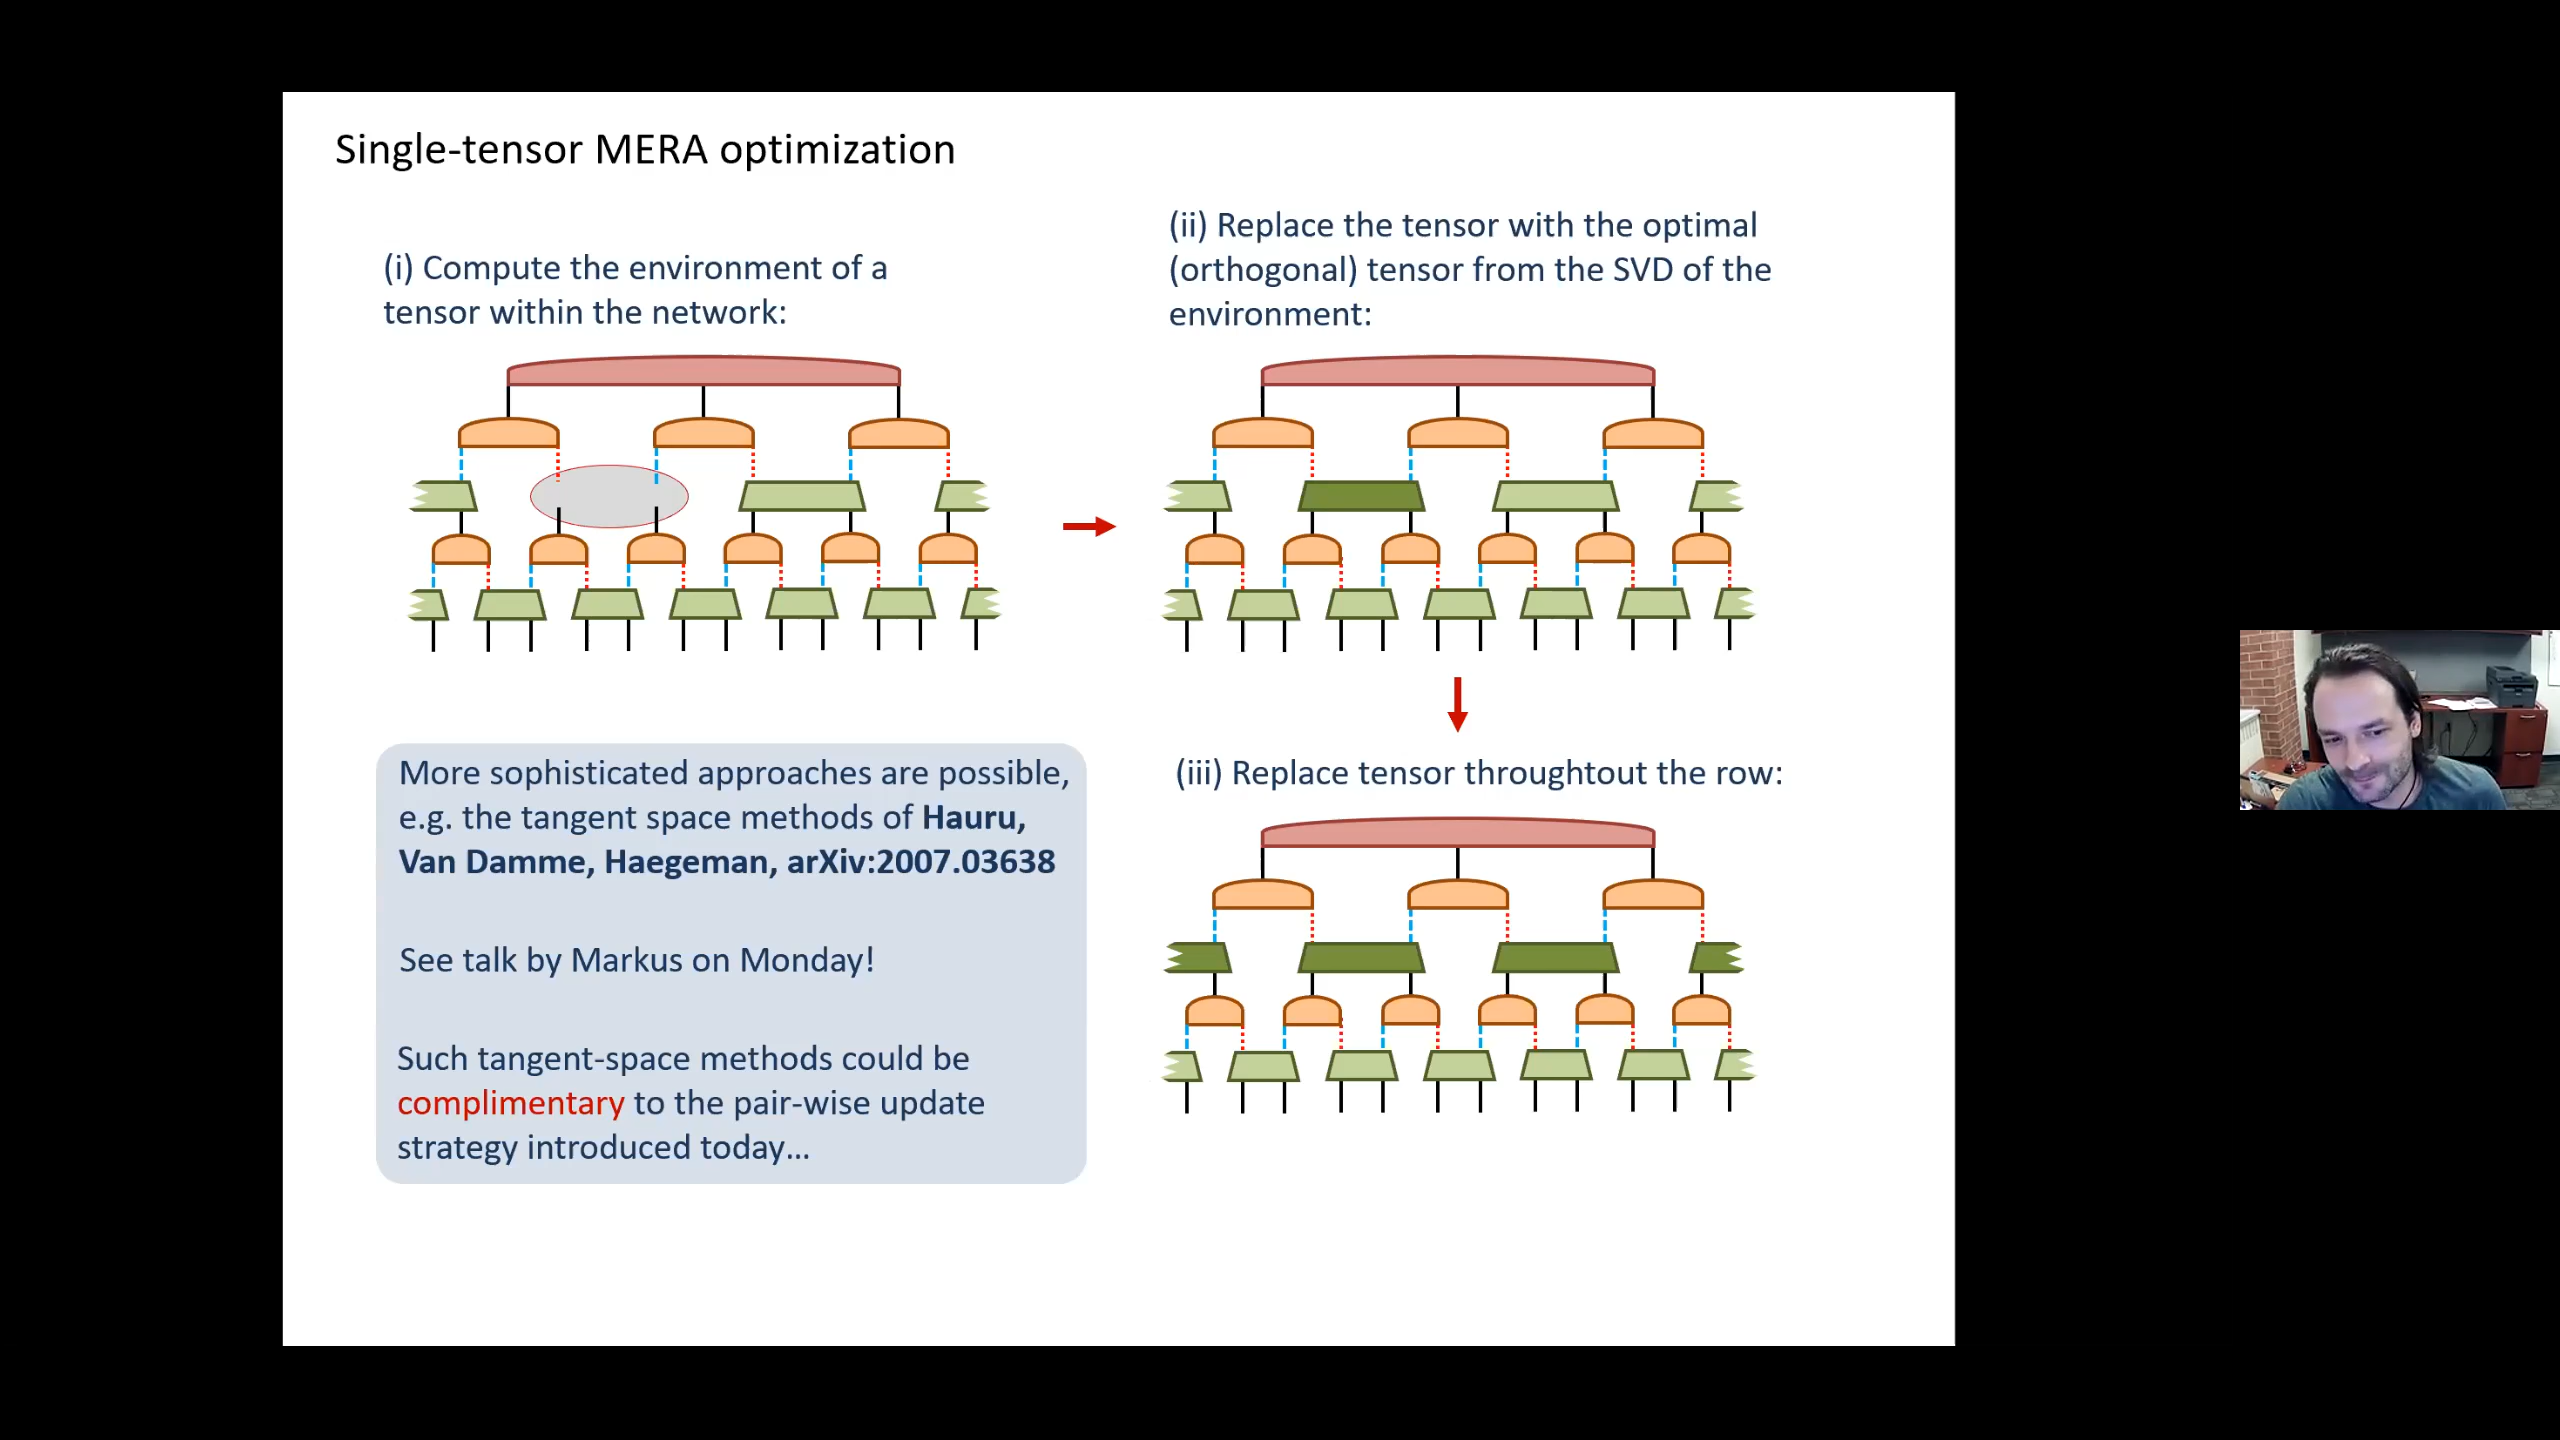 Single-tensor MERA optimization
(i) Compute the environment of a
tensor within the network:
(ii) Replace the tensor with the optimal
(orthogonal) tensor from the SVD of the
environment:
More sophisticated approaches are possible,
e.g. the tangent space methods of Hauru,
Van Damme, Haegeman, arXiv:2007.03638
See talk by Markus on Monday!
Such tangent-space methods could be
complimentary to the pair-wise update
strategy introduced today…
(iii) Replace tensor throughtout the row: